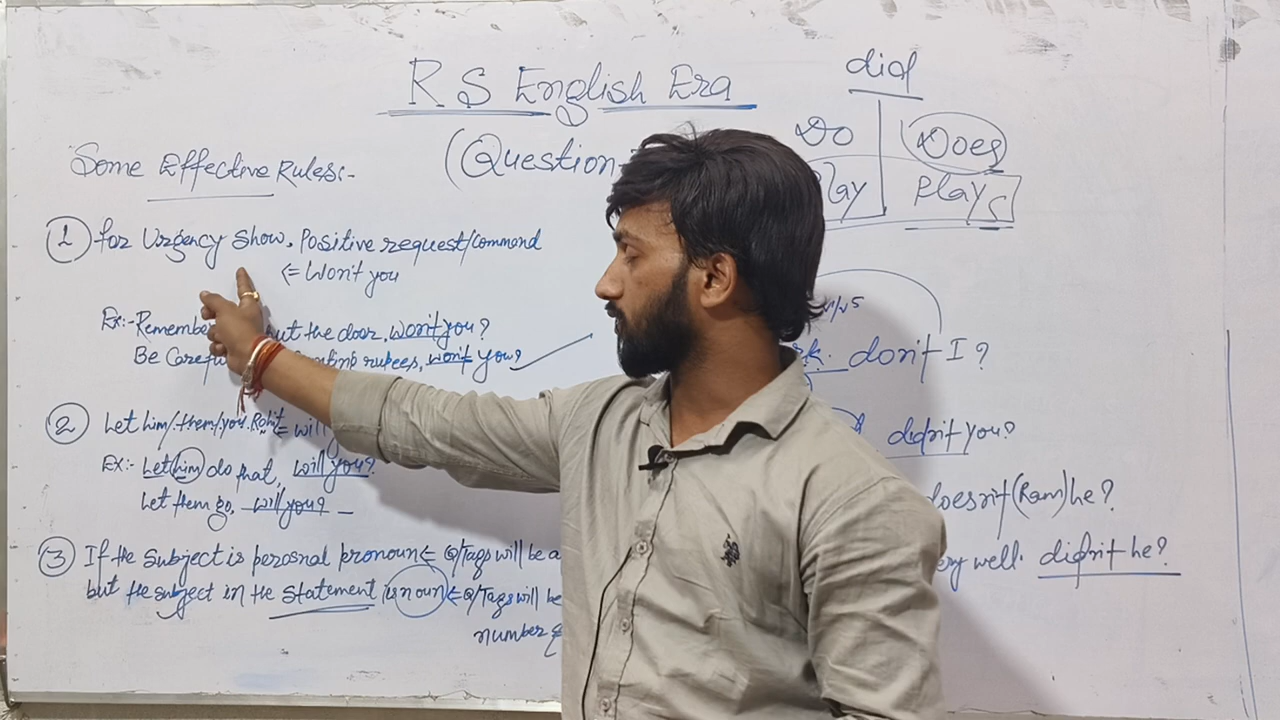 R S English Era
did
(Question
Do
Does
Play
Plays
Some Effective Rules:-
1 for Urgency show. Positive request/command
<= Won't you
Ex:- Remember but the door, won't you?
Be Careful rupees, won't you?
2 Let him/them/you. Rohit <= will
Ex:- Let him do that, will you?
Let them go, will you?
3 If the subject is perosnal pronoun <= Q/Tags will be a
but the subject in the statement is noun <= Q/Tags will be
number
don't I?
didn't you?
doesn't (Ram) he?
ery well. didn't he?